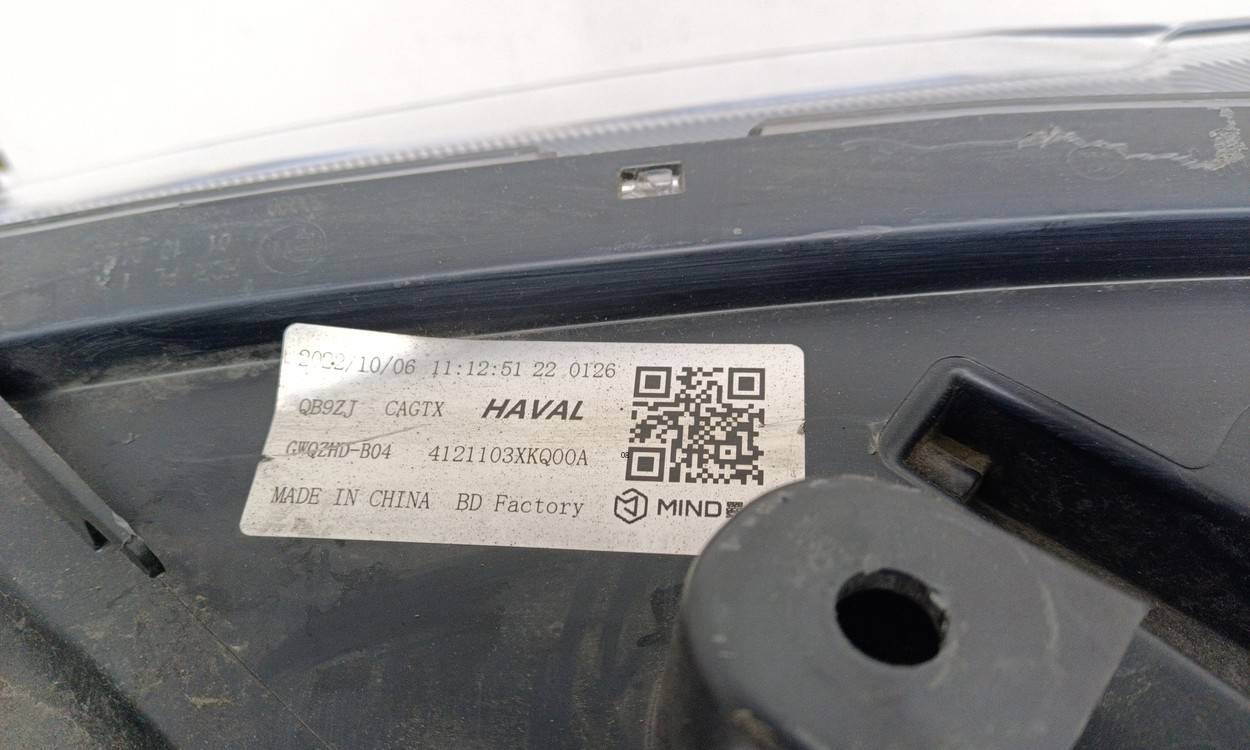 2022/10/06 11:12:51 22 0126
QB9ZJ CAGTX HAVAL
GWQZHD-B04 4121103XKQ00A
MADE IN CHINA BD Factory MIND